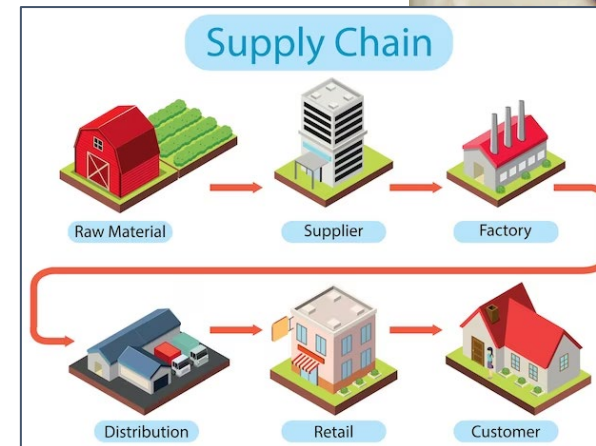 Supply Chain
Raw Material
Supplier
Factory
Distribution
Retail
Customer